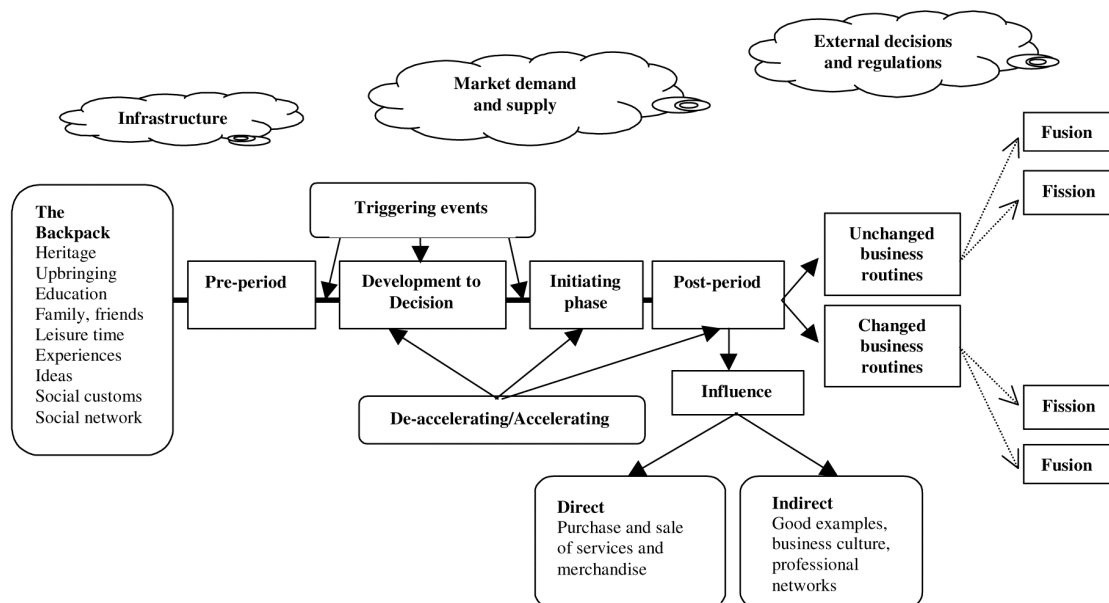 External decisions
and regulations
Market demand
and supply
Infrastructure
Fusion
Fission
The
Backpack
Heritage
Upbringing
Education
Family, friends
Leisure time
Experiences
Ideas
Social customs
Social network
Triggering events
Pre-period
Development to
Decision
Initiating
phase
Post-period
Unchanged
business
routines
Changed
business
routines
De-accelerating/Accelerating
Influence
Fission
Fusion
Direct
Purchase and sale
of services and
merchandise
Indirect
Good examples,
business culture,
professional
networks